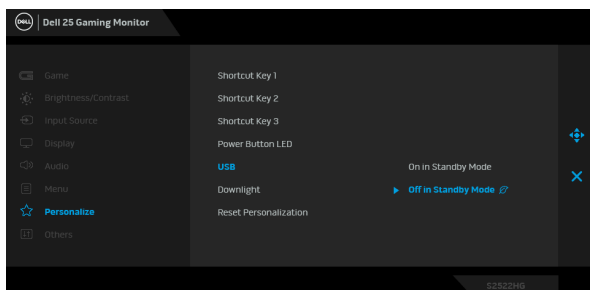 DELL Dell 25 Gaming Monitor
Game
Brightness/Contrast
Input Source
Display
Audio
Menu
Personalize
Others
Shortcut Key 1
Shortcut Key 2
Shortcut Key 3
Power Button LED
USB
Downlight
Reset Personalization
On in Standby Mode
Off in Standby Mode
S2522HG